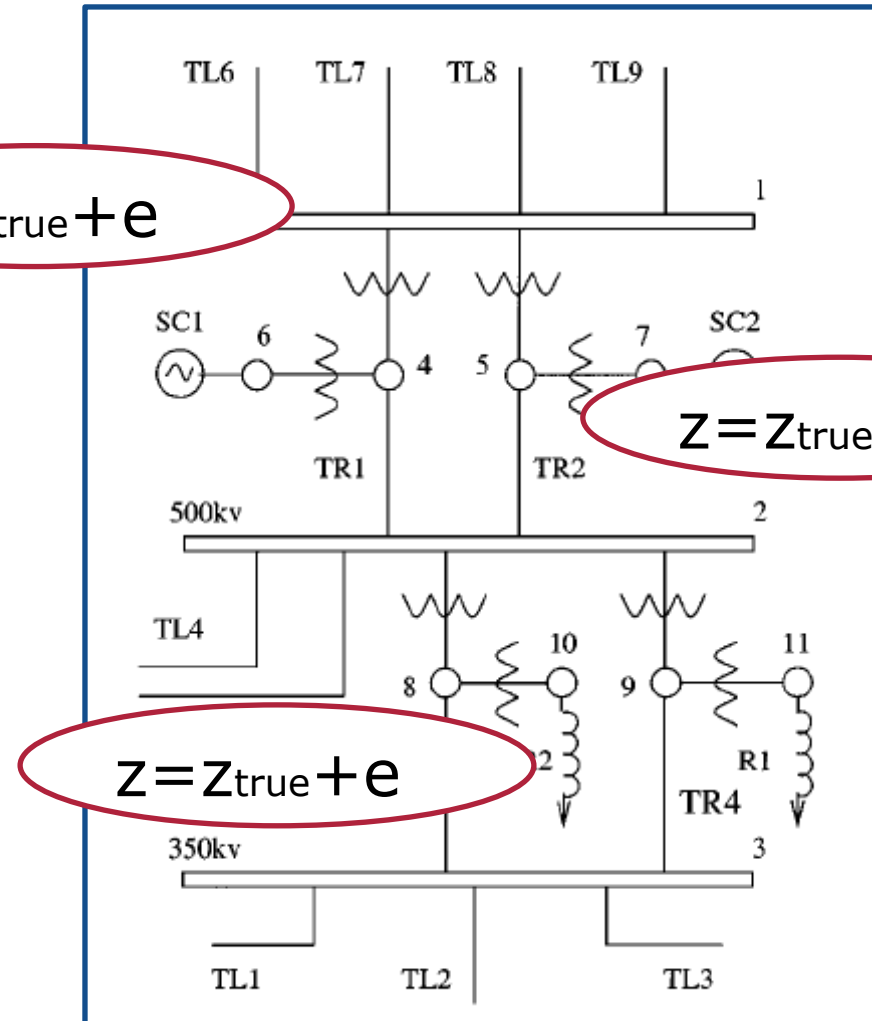 TL6 TL7 TL8 TL9
1
true+e
SC1 6 4 5 7 SC2
z=ztrue
TR1 TR2
500kv 2
TL4
10 11
8 9
z=ztrue+e
2 R1
TR4
350kv 3
TL1 TL2 TL3